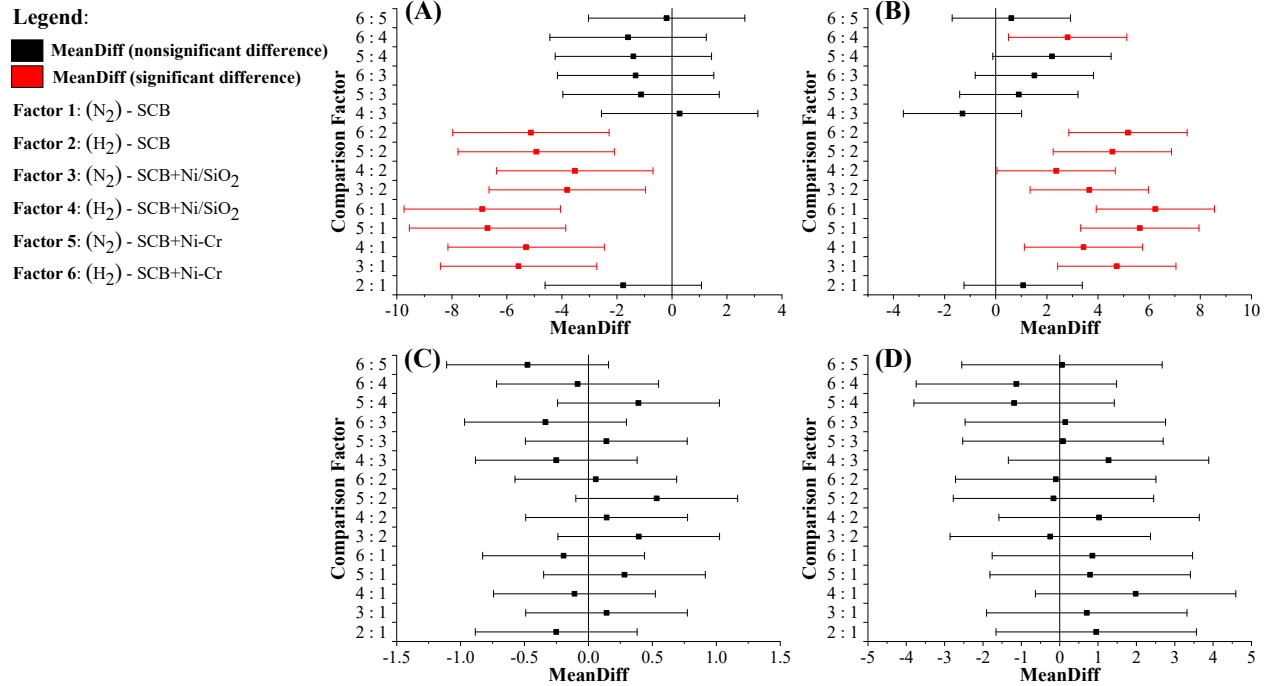 Legend:
MeanDiff (nonsignificant difference)
MeanDiff (significant difference)
Factor 1: (N2) - SCB
Factor 2: (H2) - SCB
Factor 3: (N2) - SCB+Ni/SiO2
Factor 4: (H2) - SCB+Ni/SiO2
Factor 5: (N2) - SCB+Ni-Cr
Factor 6: (H2) - SCB+Ni-Cr
(A)
Comparison Factor
6 : 5
6 : 4
5 : 4
6 : 3
5 : 3
4 : 3
6 : 2
5 : 2
4 : 2
3 : 2
6 : 1
5 : 1
4 : 1
3 : 1
2 : 1
-10 -8 -6 -4 -2 0 2 4
MeanDiff
(B)
Comparison Factor
6 : 5
6 : 4
5 : 4
6 : 3
5 : 3
4 : 3
6 : 2
5 : 2
4 : 2
3 : 2
6 : 1
5 : 1
4 : 1
3 : 1
2 : 1
-4 -2 0 2 4 6 8 10
MeanDiff
(C)
Comparison Factor
6 : 5
6 : 4
5 : 4
6 : 3
5 : 3
4 : 3
6 : 2
5 : 2
4 : 2
3 : 2
6 : 1
5 : 1
4 : 1
3 : 1
2 : 1
-1.5 -1.0 -0.5 0.0 0.5 1.0 1.5
MeanDiff
(D)
Comparison Factor
6 : 5
6 : 4
5 : 4
6 : 3
5 : 3
4 : 3
6 : 2
5 : 2
4 : 2
3 : 2
6 : 1
5 : 1
4 : 1
3 : 1
2 : 1
-5 -4 -3 -2 -1 0 1 2 3 4 5
MeanDiff